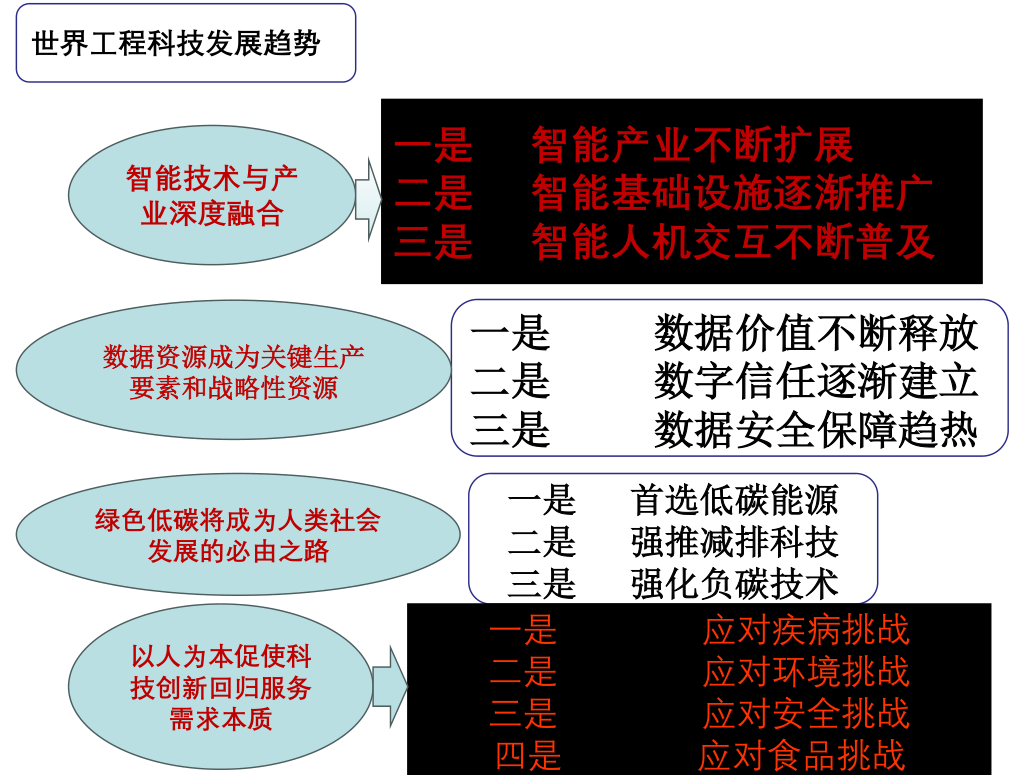 世界工程科技发展趋势
智能技术与产
业深度融合
一是 智能产业不断扩展
二是 智能基础设施逐渐推广
三是 智能人机交互不断普及
数据资源成为关键生产
要素和战略性资源
一是 数据价值不断释放
二是 数字信任逐渐建立
三是 数据安全保障趋热
绿色低碳将成为人类社会
发展的必由之路
一是 首选低碳能源
二是 强推减排科技
三是 强化负碳技术
以人为本促使科
技创新回归服务
需求本质
一是 应对疾病挑战
二是 应对环境挑战
三是 应对安全挑战
四是 应对食品挑战